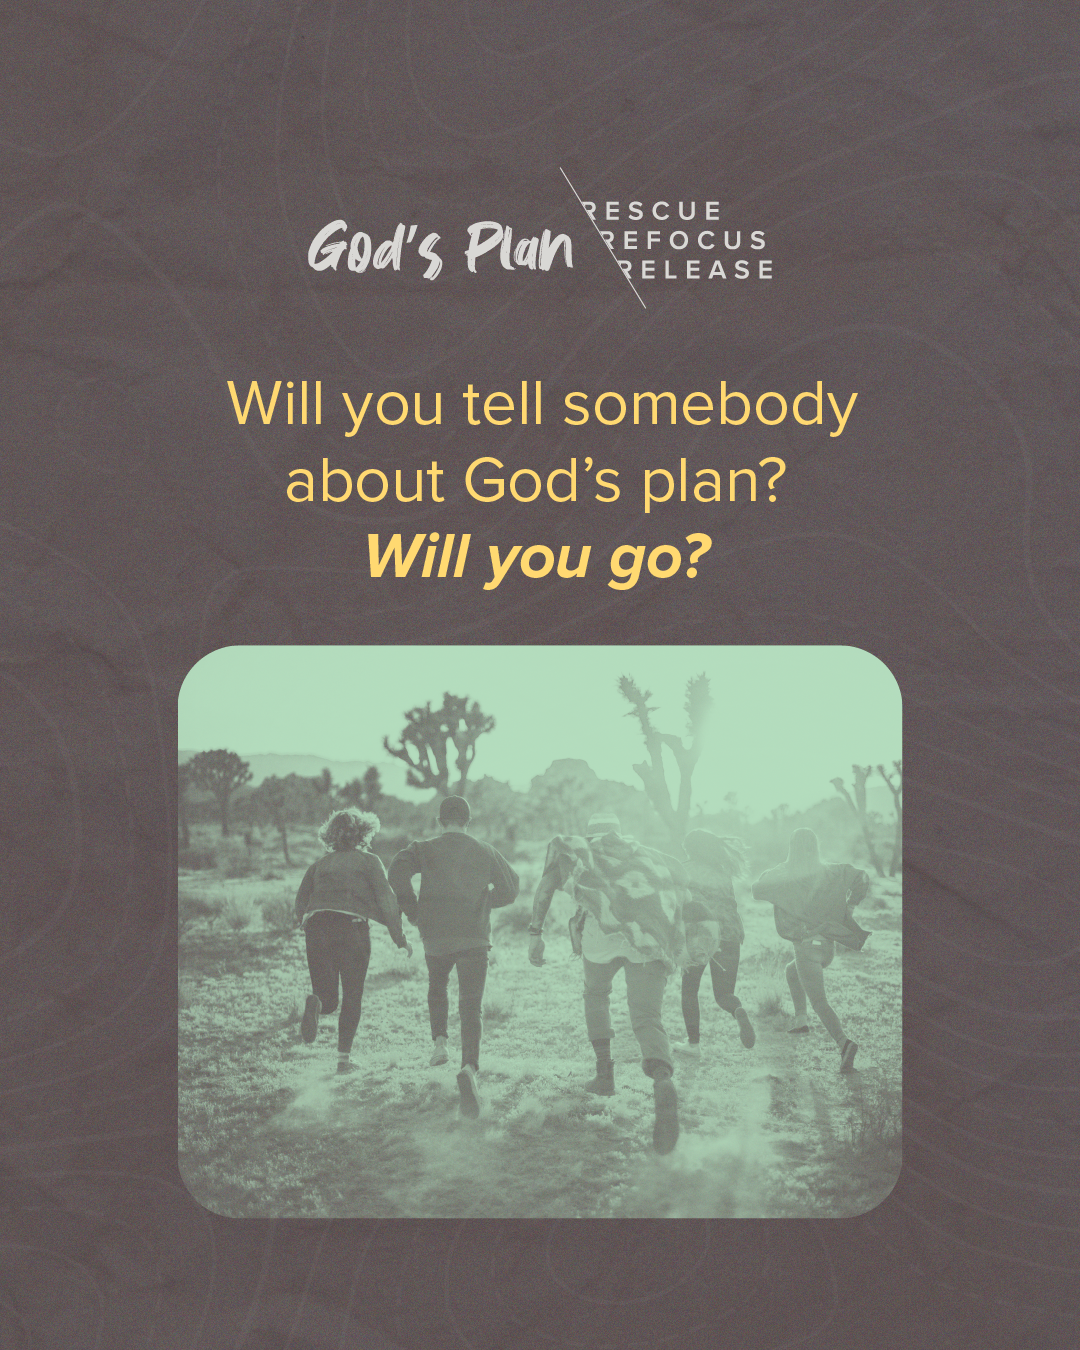 God's Plan
RESCUE
REFOCUS
RELEASE
Will you tell somebody
about God’s plan?
Will you go?